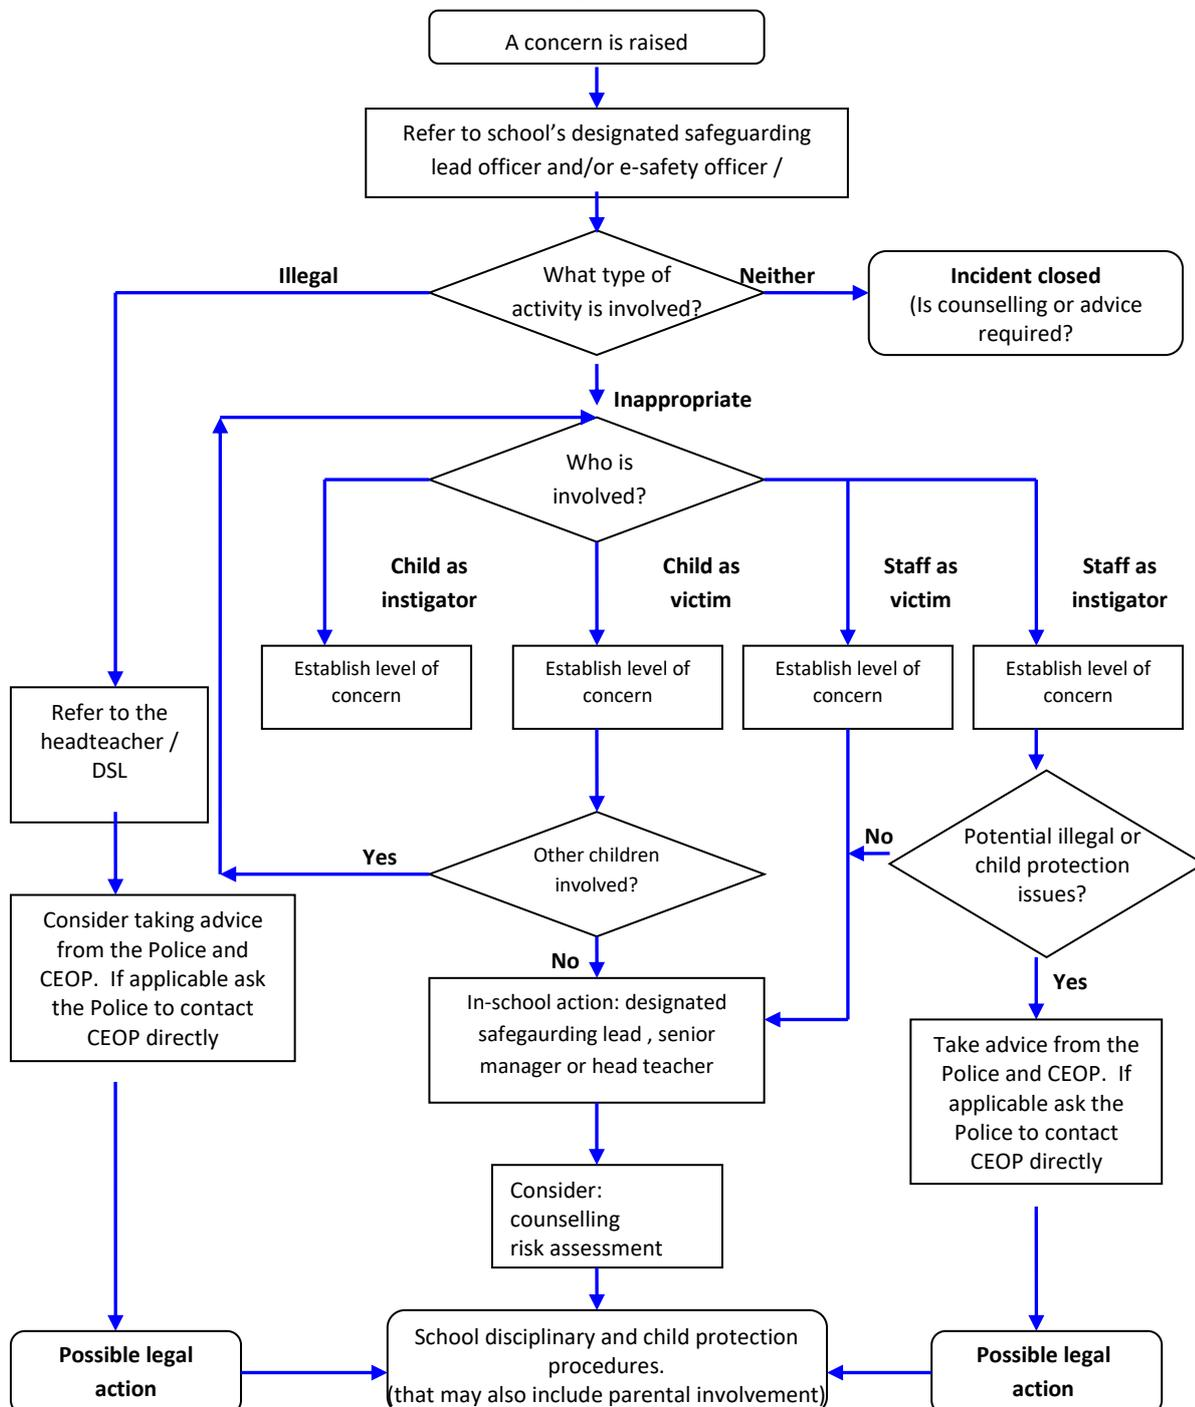 A concern is raised
Refer to school’s designated safeguarding
lead officer and/or e-safety officer /
Illegal
What type of
activity is involved?
Neither
Incident closed
(Is counselling or advice
required?
Inappropriate
Who is
involved?
Child as
instigator
Child as
victim
Staff as
victim
Staff as
instigator
Establish level of
concern
Establish level of
concern
Establish level of
concern
Establish level of
concern
Refer to the
headteacher /
DSL
Yes
Other children
involved?
No
Potential illegal or
child protection
issues?
Consider taking advice
from the Police and
CEOP.  If applicable ask
the Police to contact
CEOP directly
No
Yes
In-school action: designated
safegaurding lead , senior
manager or head teacher
Take advice from the
Police and CEOP.  If
applicable ask the
Police to contact
CEOP directly
Consider:
counselling
risk assessment
Possible legal
action
School disciplinary and child protection
procedures.
(that may also include parental involvement)
Possible legal
action